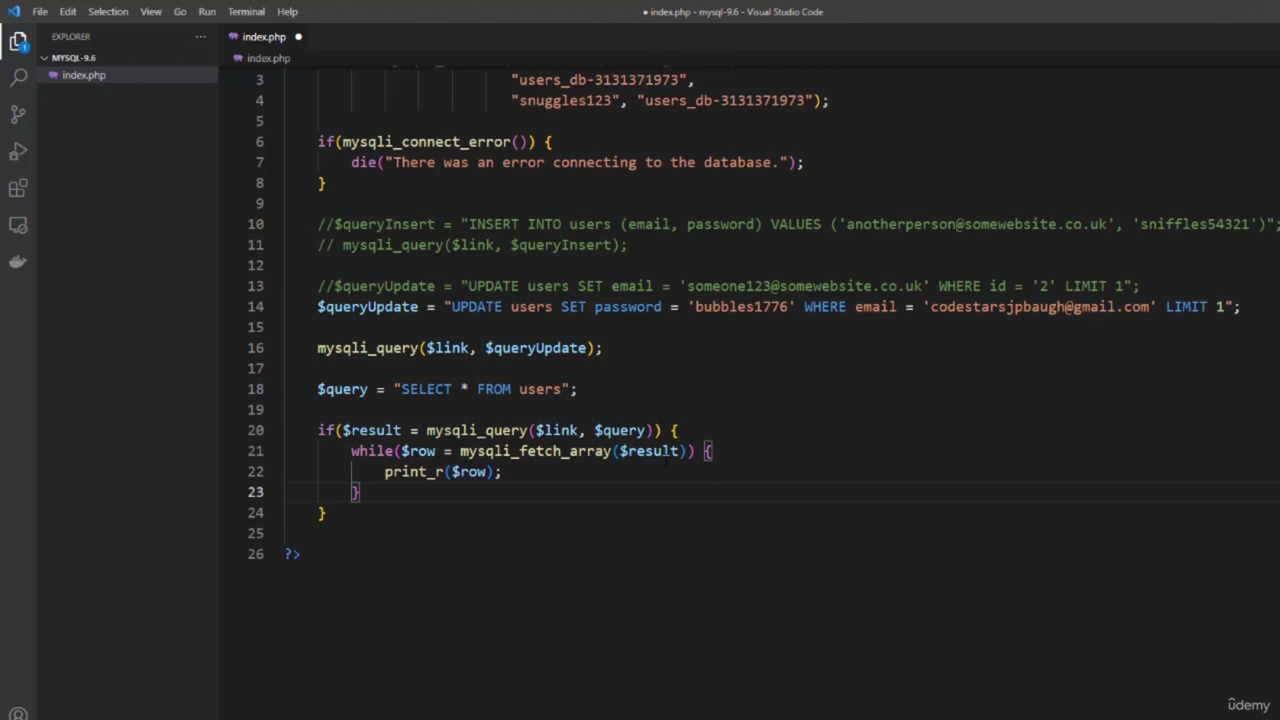 File Edit Selection View Go Run Terminal Help
● index.php - mysql-9.6 - Visual Studio Code
EXPLORER ···
index.php ●
MYSQL-9.6
index.php
index.php
1
3 "users_db-3131371973",
4 "snuggles123", "users_db-3131371973");
5
6 if(mysqli_connect_error()) {
7 die("There was an error connecting to the database.");
8 }
9
10 //$queryInsert = "INSERT INTO users (email, password) VALUES ('anotherperson@somewebsite.co.uk', 'sniffles54321')";
11 // mysqli_query($link, $queryInsert);
12
13 //$queryUpdate = "UPDATE users SET email = 'someone123@somewebsite.co.uk' WHERE id = '2' LIMIT 1";
14 $queryUpdate = "UPDATE users SET password = 'bubbles1776' WHERE email = 'codestarsjpbaugh@gmail.com' LIMIT 1";
15
16 mysqli_query($link, $queryUpdate);
17
18 $query = "SELECT * FROM users";
19
20 if($result = mysqli_query($link, $query)) {
21 while($row = mysqli_fetch_array($result)) {
22 print_r($row);
23 }
24 }
25
26 ?>
ûdemy